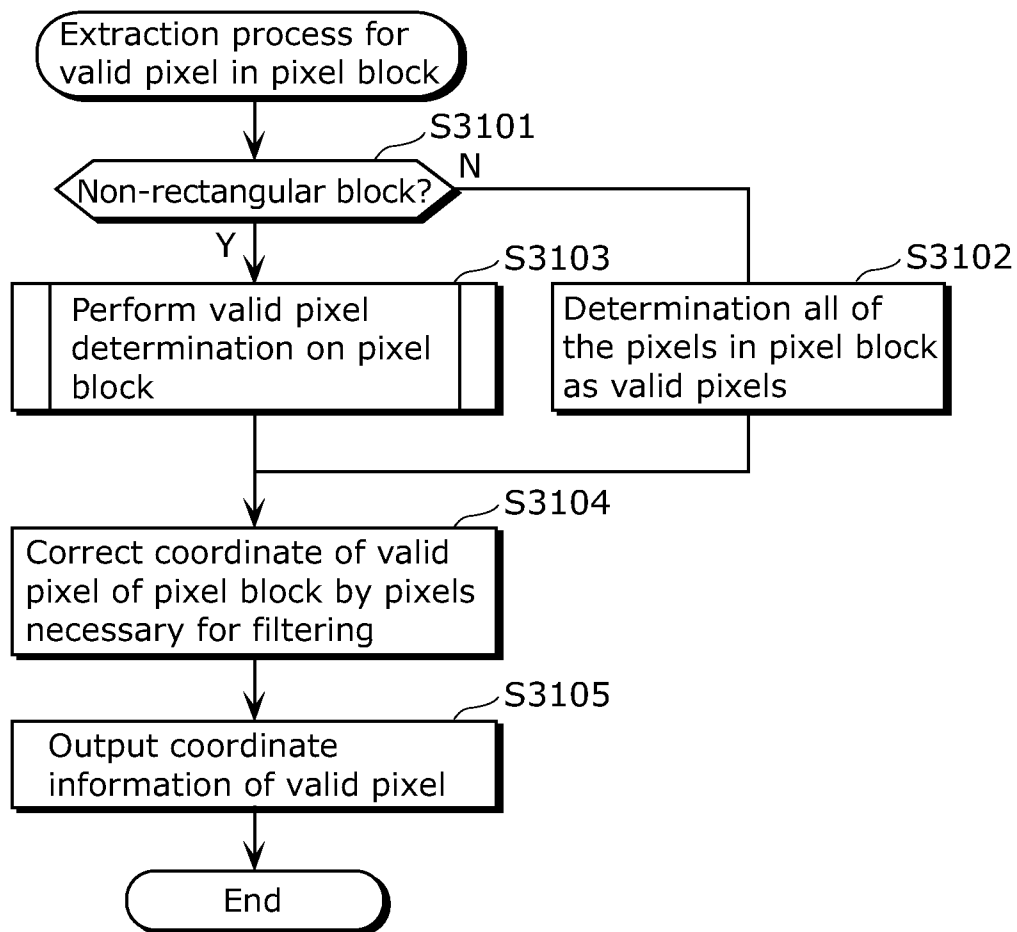 Extraction process for
valid pixel in pixel block
S3101
Non-rectangular block?
N
Y
S3103
Perform valid pixel
determination on pixel
block
S3102
Determination all of
the pixels in pixel block
as valid pixels
S3104
Correct coordinate of valid
pixel of pixel block by pixels
necessary for filtering
S3105
Output coordinate
information of valid pixel
End